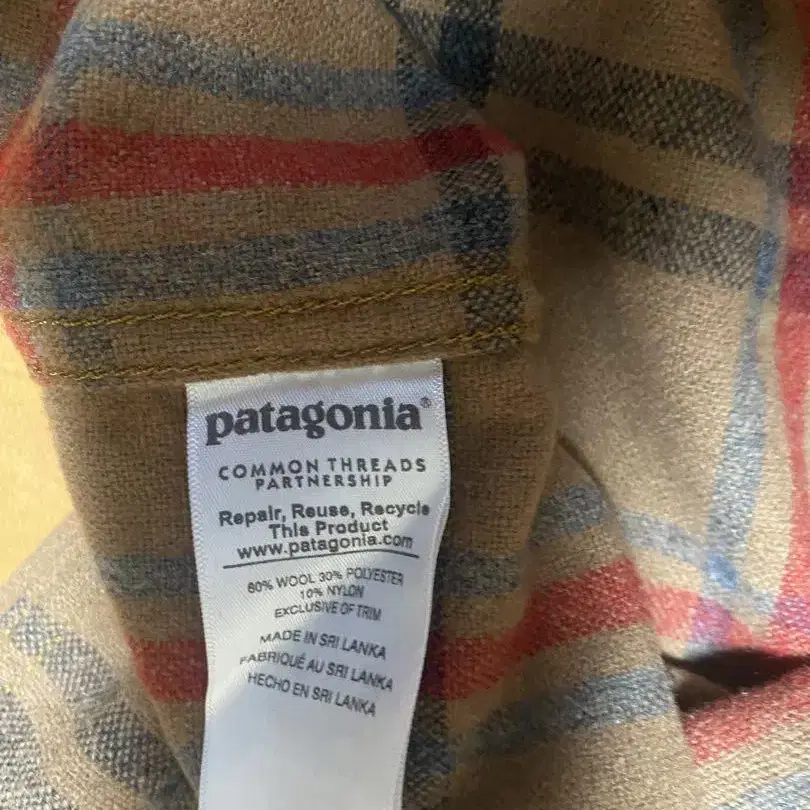 patagonia®
COMMON THREADS
PARTNERSHIP
Repair, Reuse, Recycle
This Product
www.patagonia.com
60% WOOL 30% POLYESTER
10% NYLON
EXCLUSIVE OF TRIM
MADE IN SRI LANKA
FABRIQUÉ AU SRI LANKA
HECHO EN SRI LANKA